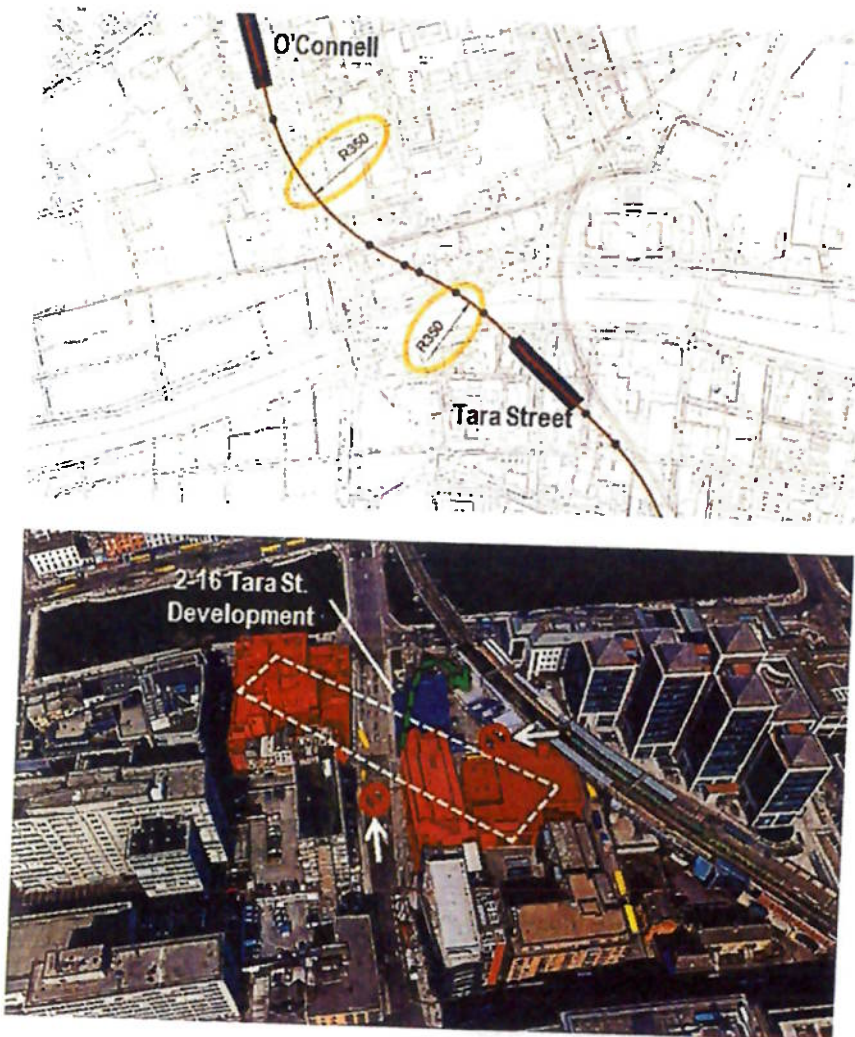 O'Connell
R350
R350
Tara Street
2-16 Tara St.
Development